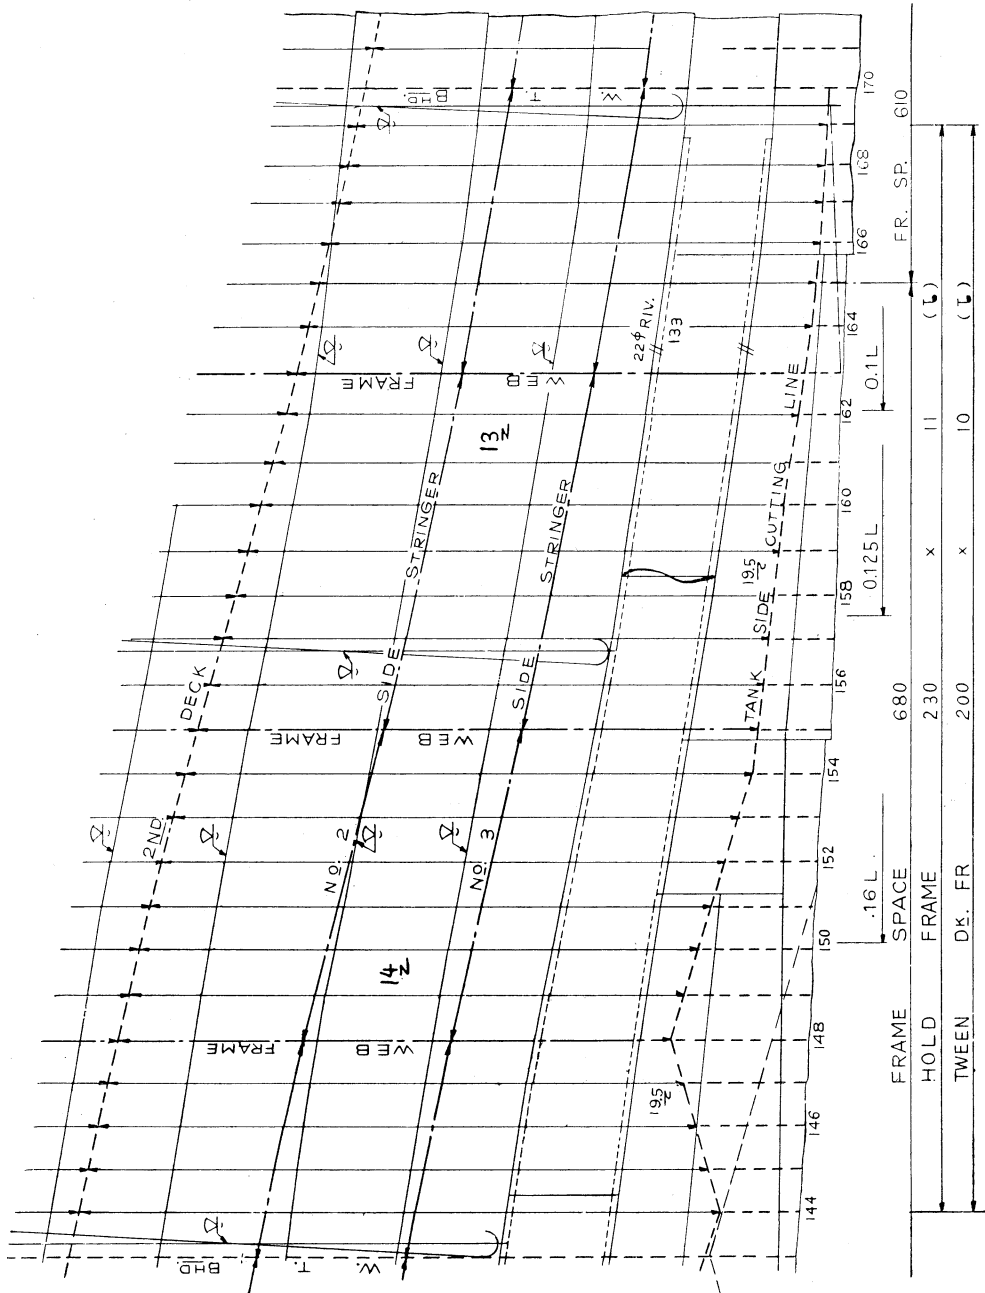 BHD.
T.
W.
170
168
166
164
162
160
158
156
154
152
150
148
146
144
FR. SP. 610
22φ RIV.
133
FRAME
WEB
13
0.1 L
DECK
SIDE STRINGER
SIDE STRINGER
TANK SIDE CUTTING LINE
19.5
0.125 L
FRAME
WEB
2ND.
NO. 2
NO. 3
.16 L
14
FRAME
WEB
19.5
BHD.
T.
W.
FRAME SPACE 680
HOLD FRAME 230 x 11
TWEEN DK. FR 200 x 10